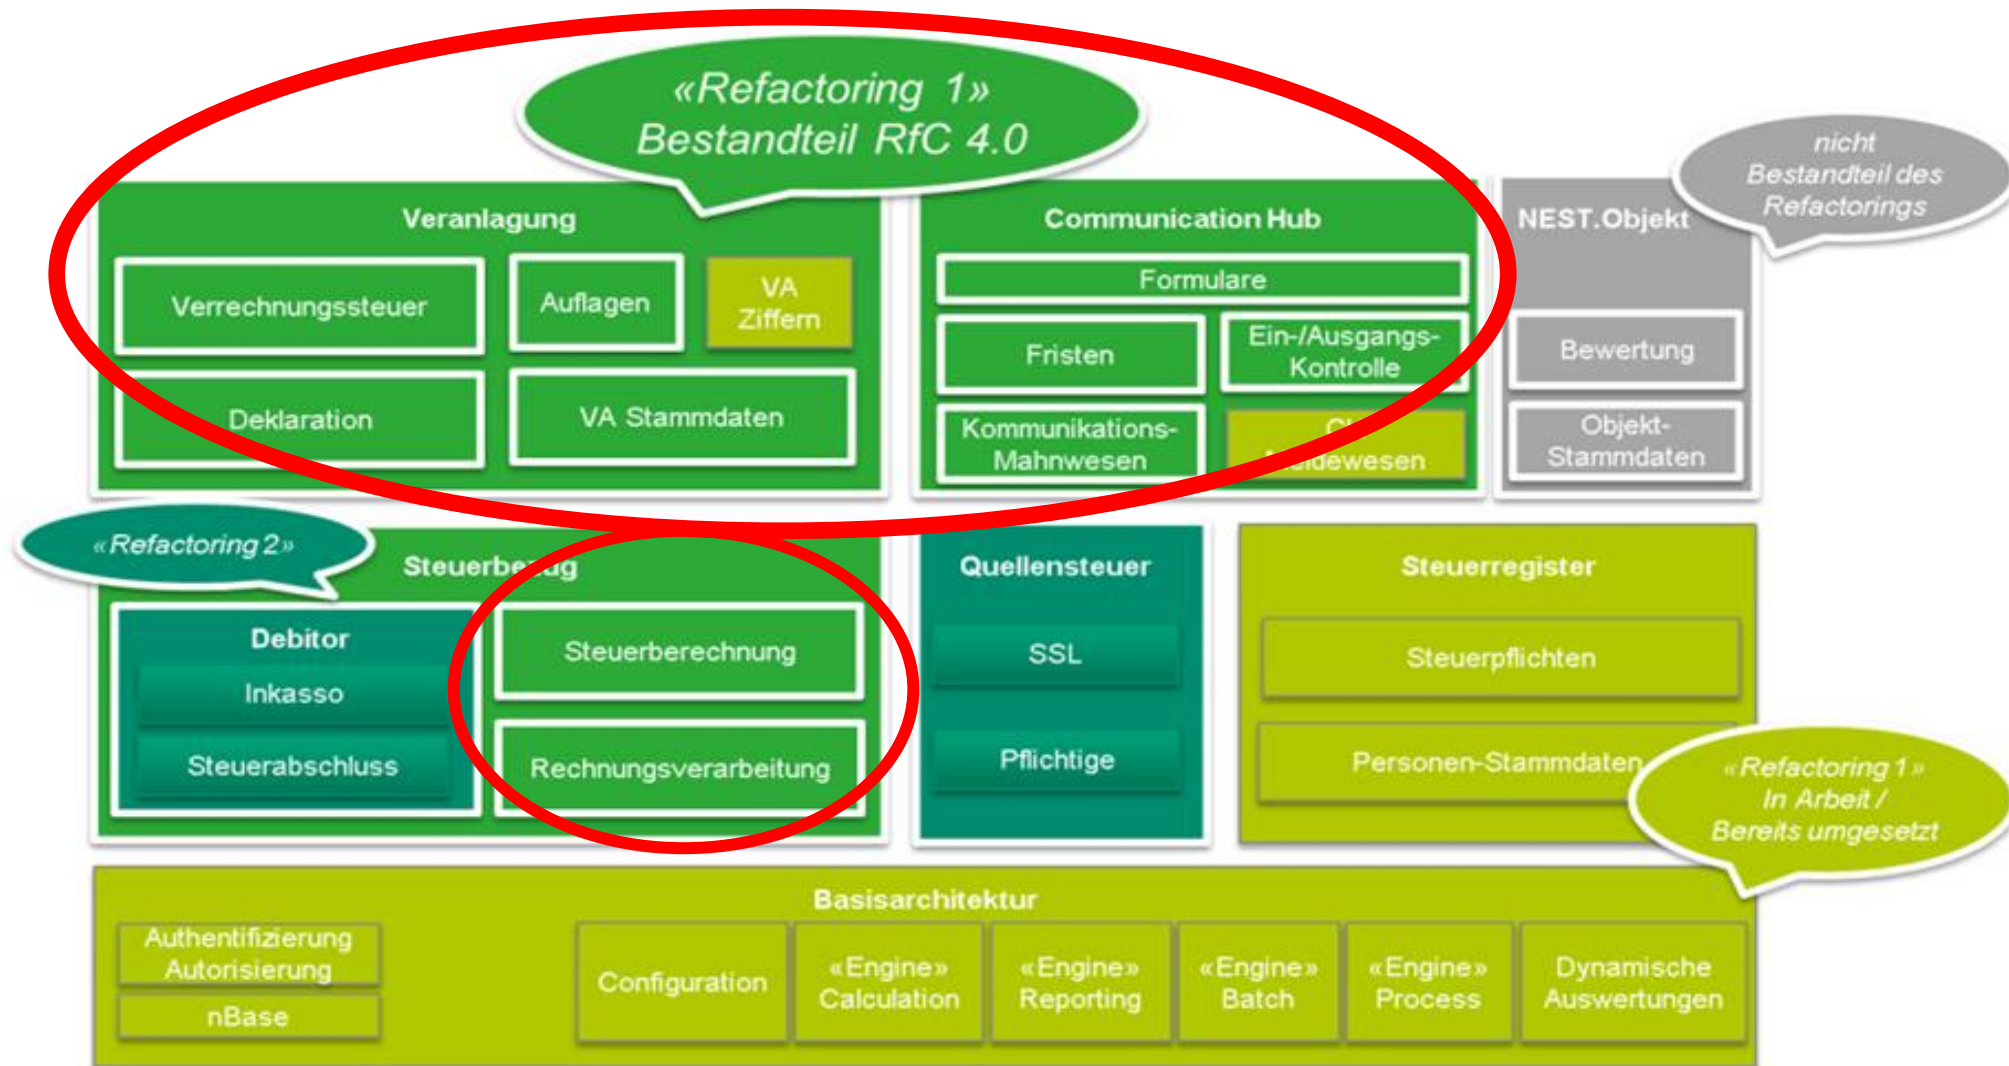 «Refactoring 1»
Bestandteil RfC 4.0
nicht
Bestandteil des
Refactorings
Veranlagung
Verrechnungssteuer
Auflagen
VA
Ziffern
Deklaration
VA Stammdaten
Communication Hub
Formulare
Fristen
Ein-/Ausgangs-
Kontrolle
Kommunikations-
Mahnwesen
NEST.Objekt
Bewertung
Objekt-
Stammdaten
«Refactoring 2»
Steuerbezug
Debitor
Inkasso
Steuerabschluss
Steuerberechnung
Rechnungsverarbeitung
Quellensteuer
SSL
Pflichtige
Steuerregister
Steuerpflichten
Personen-Stammdaten
«Refactoring 1»
In Arbeit /
Bereits umgesetzt
Basisarchitektur
Authentifizierung
Autorisierung
nBase
Configuration
«Engine»
Calculation
«Engine»
Reporting
«Engine»
Batch
«Engine»
Process
Dynamische
Auswertungen